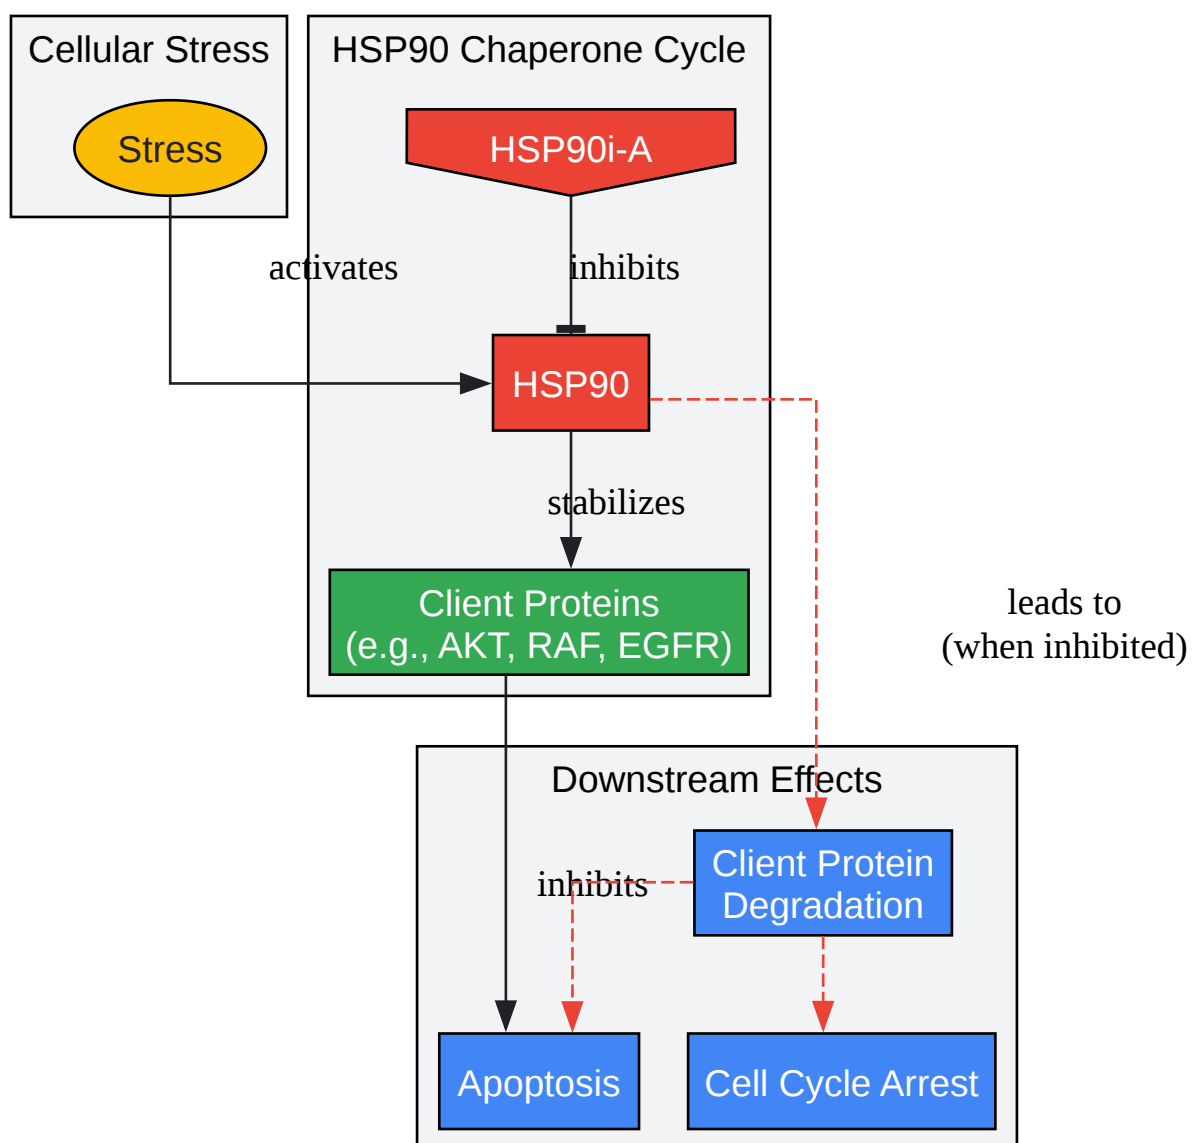 Cellular Stress
HSP90 Chaperone Cycle
Stress
HSP90i-A
activates
inhibits
HSP90
stabilizes
Client Proteins
(e.g., AKT, RAF, EGFR)
leads to
(when inhibited)
Downstream Effects
Client Protein
Degradation
inhibits
Apoptosis
Cell Cycle Arrest